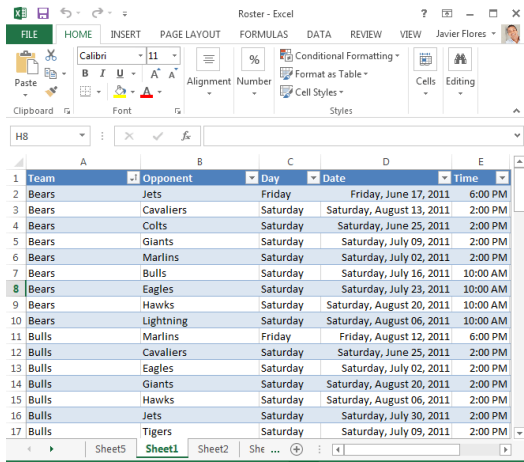 Roster - Excel
FILE HOME INSERT PAGE LAYOUT FORMULAS DATA REVIEW VIEW Javier Flores
Paste
Calibri 11
B I U A A
A
Alignment
%
Number
Conditional Formatting
Format as Table
Cell Styles
Cells
Editing
Clipboard Font Styles
H8 fx
A B C D E
1 Team Opponent Day Date Time
2 Bears Jets Friday Friday, June 17, 2011 6:00 PM
3 Bears Cavaliers Saturday Saturday, August 13, 2011 2:00 PM
4 Bears Colts Saturday Saturday, June 25, 2011 2:00 PM
5 Bears Giants Saturday Saturday, July 09, 2011 2:00 PM
6 Bears Marlins Saturday Saturday, July 02, 2011 2:00 PM
7 Bears Bulls Saturday Saturday, July 16, 2011 10:00 AM
8 Bears Eagles Saturday Saturday, July 23, 2011 10:00 AM
9 Bears Hawks Saturday Saturday, August 20, 2011 10:00 AM
10 Bears Lightning Saturday Saturday, August 06, 2011 10:00 AM
11 Bulls Marlins Friday Friday, August 12, 2011 6:00 PM
12 Bulls Cavaliers Saturday Saturday, June 25, 2011 2:00 PM
13 Bulls Eagles Saturday Saturday, July 02, 2011 2:00 PM
14 Bulls Giants Saturday Saturday, August 20, 2011 2:00 PM
15 Bulls Hawks Saturday Saturday, August 06, 2011 2:00 PM
16 Bulls Jets Saturday Saturday, July 30, 2011 2:00 PM
17 Bulls Tigers Saturday Saturday, July 09, 2011 2:00 PM
Sheet5 Sheet1 Sheet2 She ...